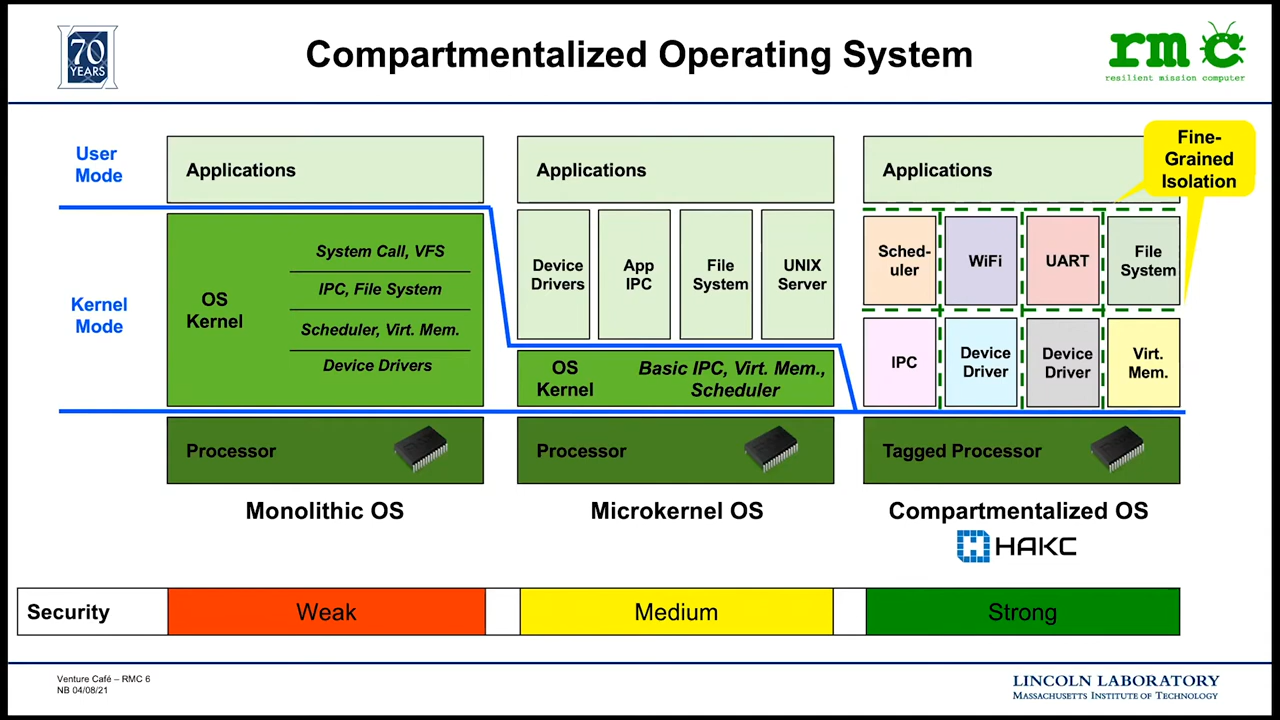 70
YEARS
Compartmentalized Operating System
rmc
resilient mission computer
User
Mode
Kernel
Mode
Applications
OS
Kernel
System Call, VFS
IPC, File System
Scheduler, Virt. Mem.
Device Drivers
Processor
Monolithic OS
Applications
Device
Drivers
App
IPC
File
System
UNIX
Server
OS
Kernel
Basic IPC, Virt. Mem.,
Scheduler
Processor
Microkernel OS
Applications
Fine-
Grained
Isolation
Sched-
uler
WiFi
UART
File
System
IPC
Device
Driver
Device
Driver
Virt.
Mem.
Tagged Processor
Compartmentalized OS
HAKC
Security
Weak
Medium
Strong
Venture Café – RMC 6
NB 04/08/21
LINCOLN LABORATORY
MASSACHUSETTS INSTITUTE OF TECHNOLOGY